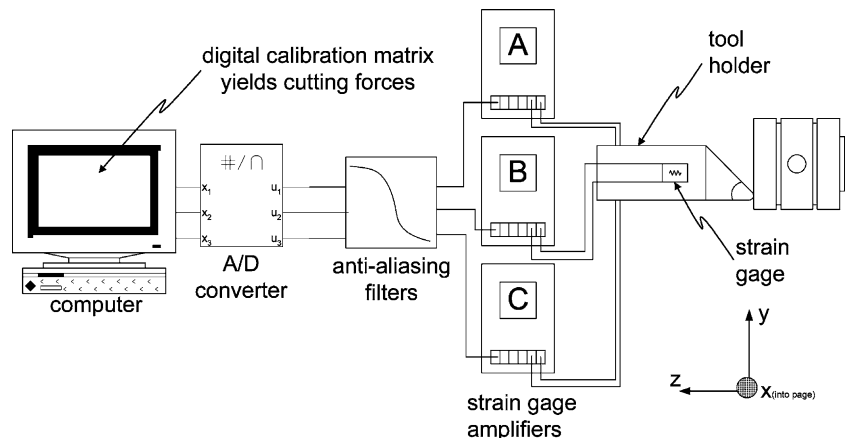 digital calibration matrix
yields cutting forces
A
tool
holder
#/∩
B
x₁
u₁
x₂
u₂
x₃
u₃
strain
gage
A/D
converter
anti-aliasing
filters
computer
C
y
z
x(into page)
strain gage
amplifiers